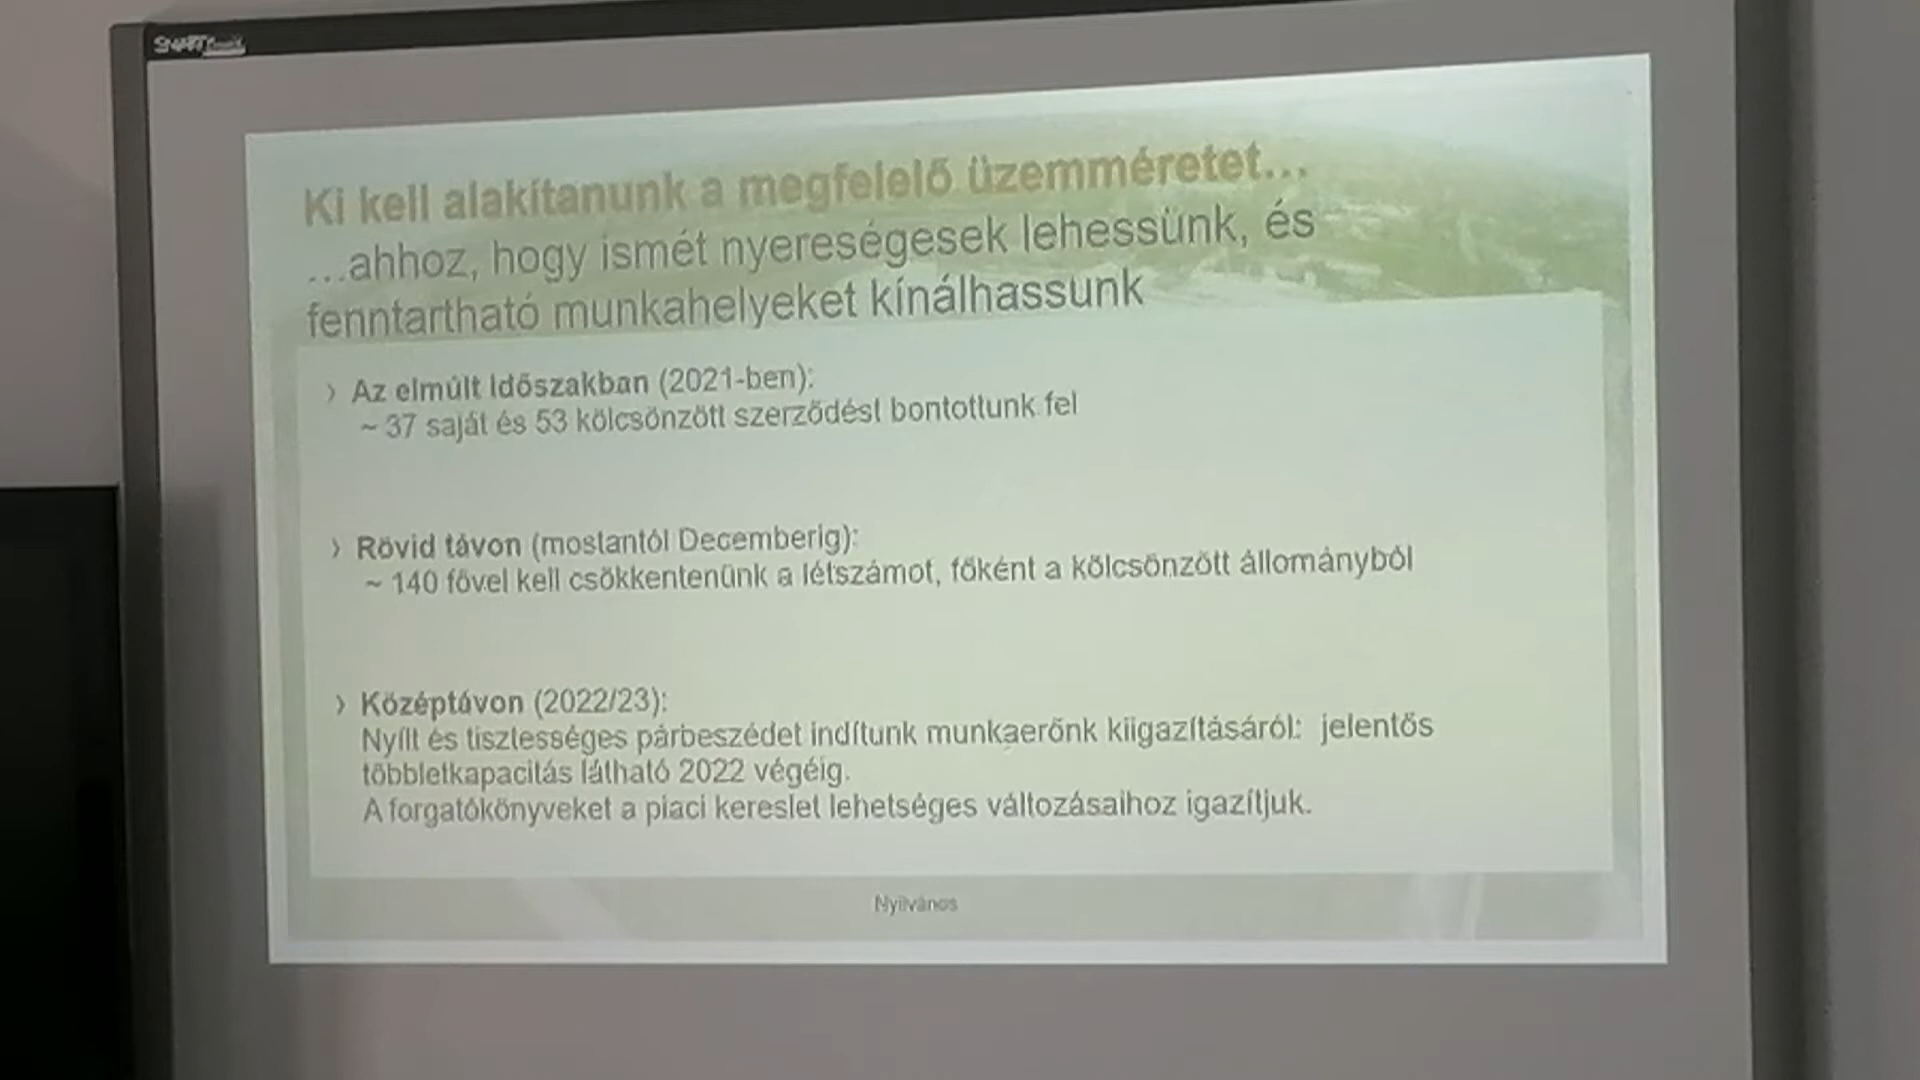 SMART
Ki kell alakítanunk a megfelelő üzemméretet...
...ahhoz, hogy ismét nyereségesek lehessünk, és
fenntartható munkahelyeket kínálhassunk
› Az elmúlt időszakban (2021-ben):
~ 37 saját és 53 kölcsönzött szerződést bontottunk fel
› Rövid távon (mostantól Decemberig):
~ 140 fővel kell csökkentenünk a létszámot, főként a kölcsönzött állományból
› Középtávon (2022/23):
Nyílt és tisztességes párbeszédet indítunk munkaerőnk kiigazításáról: jelentős
többletkapacitás látható 2022 végéig.
A forgatókönyveket a piaci kereslet lehetséges változásaihoz igazítjuk.
Nyilvános